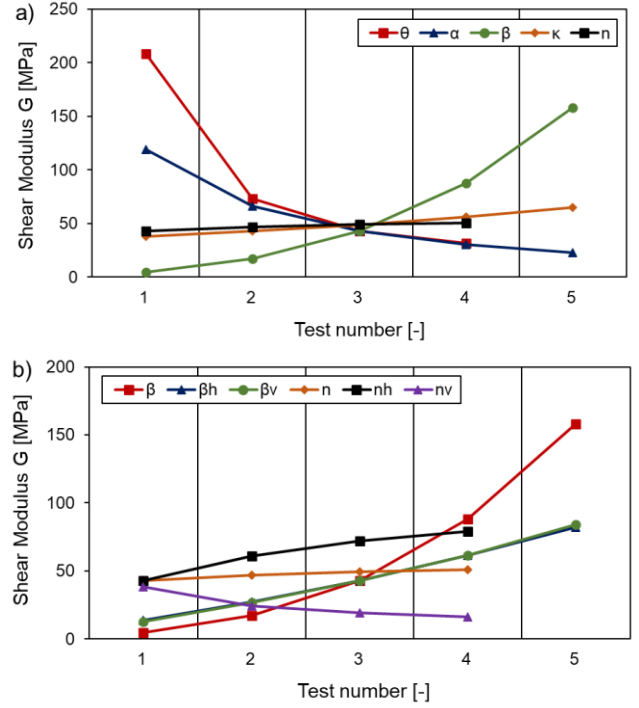 a)
250
200
150
100
50
0
Shear Modulus G [MPa]
θ α β κ n
1 2 3 4 5
Test number [-]
b)
200
150
100
50
0
Shear Modulus G [MPa]
β βh βv n nh nv
1 2 3 4 5
Test number [-]